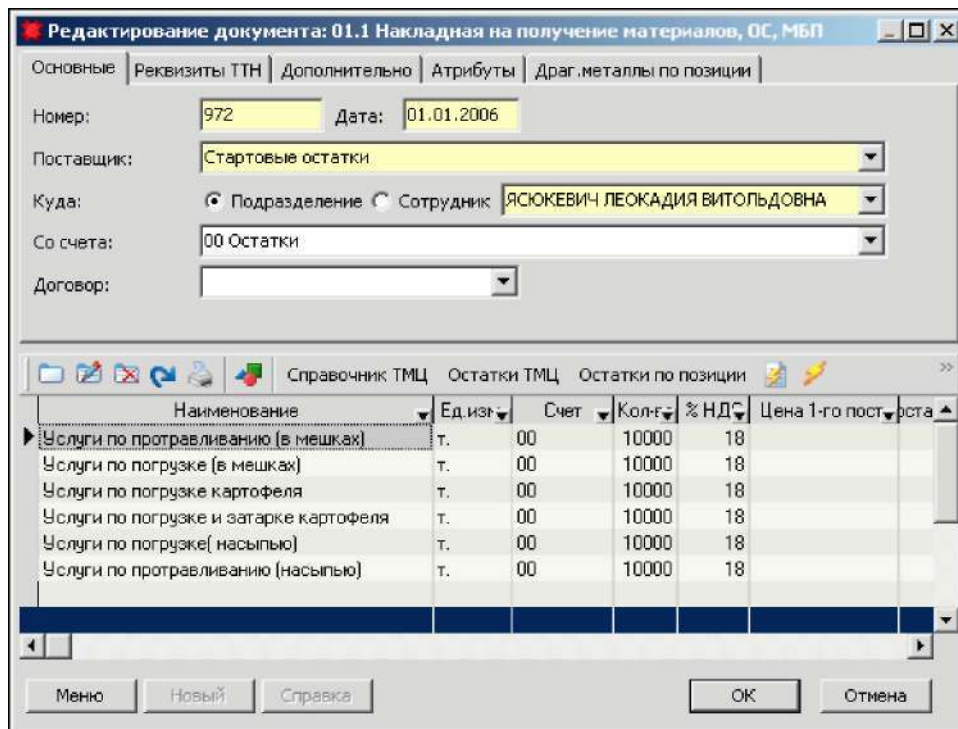 Редактирование документа: 01.1 Накладная на получение материалов, ОС, МБП
Основные Реквизиты ТТН Дополнительно Атрибуты Драг.металлы по позиции
Номер: 972 Дата: 01.01.2006
Поставщик: Стартовые остатки
Куда: Подразделение Сотрудник ЯСЮКЕВИЧ ЛЕОКАДИЯ ВИТОЛЬДОВНА
Со счета: 00 Остатки
Договор:
Справочник ТМЦ Остатки ТМЦ Остатки по позиции
Наименование Ед.изм Счет Кол-в % НДС Цена 1-го пост оста
Услуги по протравливанию (в мешках) т. 00 10000 18
Услуги по погрузке (в мешках) т. 00 10000 18
Услуги по погрузке картофеля т. 00 10000 18
Услуги по погрузке и затарке картофеля т. 00 10000 18
Услуги по погрузке( насыпью) т. 00 10000 18
Услуги по протравливанию (насыпью) т. 00 10000 18
Меню Новый Справка OK Отмена